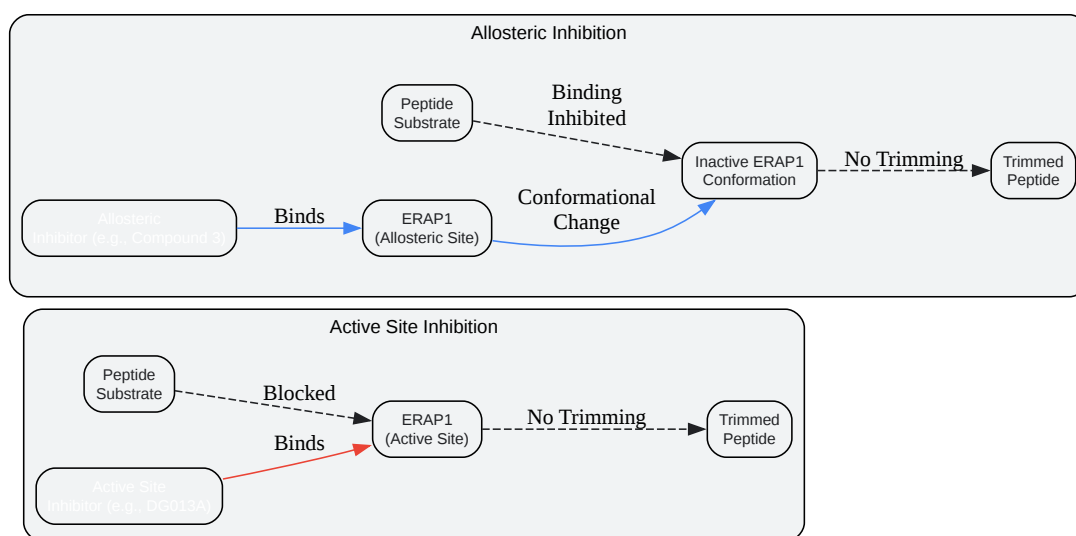 Allosteric Inhibition
Peptide
Substrate
Binding
Inhibited
Inactive ERAP1
Conformation
No Trimming
Trimmed
Peptide
Allosteric
Inhibitor (e.g., Compound 3)
Binds
ERAP1
(Allosteric Site)
Conformational
Change
Active Site Inhibition
Peptide
Substrate
Blocked
ERAP1
(Active Site)
No Trimming
Trimmed
Peptide
Binds
Active Site
Inhibitor (e.g., DG013A)